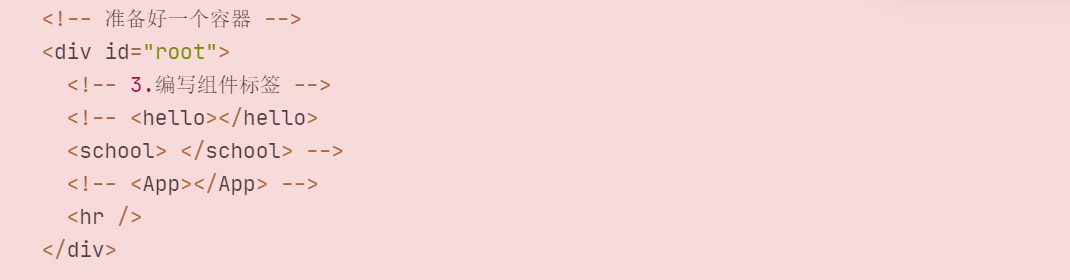 <!-- 准备好一个容器 -->
<div id="root">
  <!-- 3.编写组件标签 -->
  <!-- <hello></hello>
  <school> </school> -->
  <!-- <App></App> -->
  <hr />
</div>